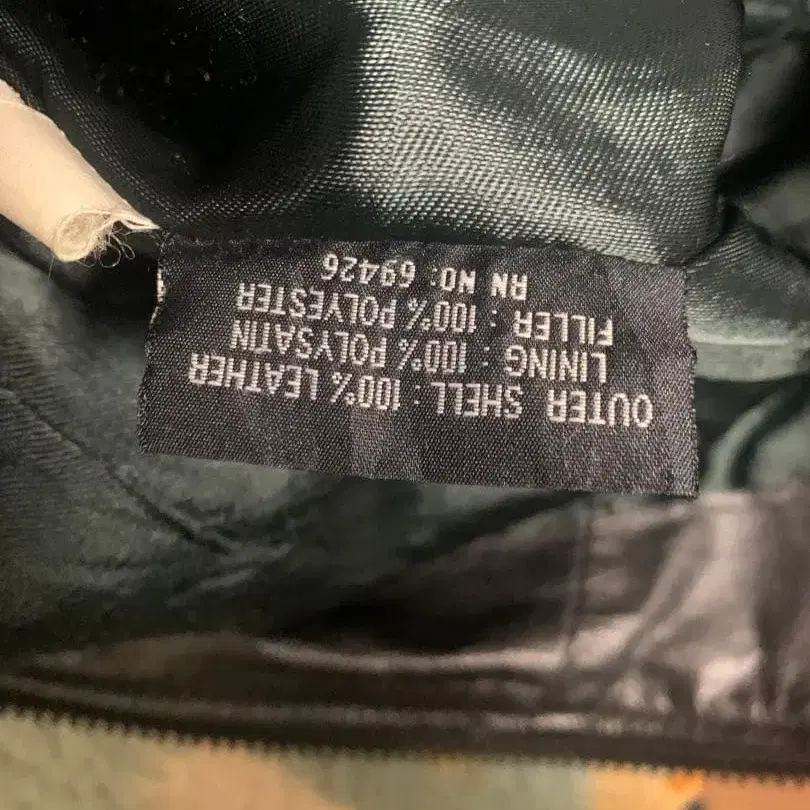 OUTER SHELL : 100% LEATHER
LINING : 100% POLYSATIN
FILLER : 100% POLYESTER
RN NO: 69426